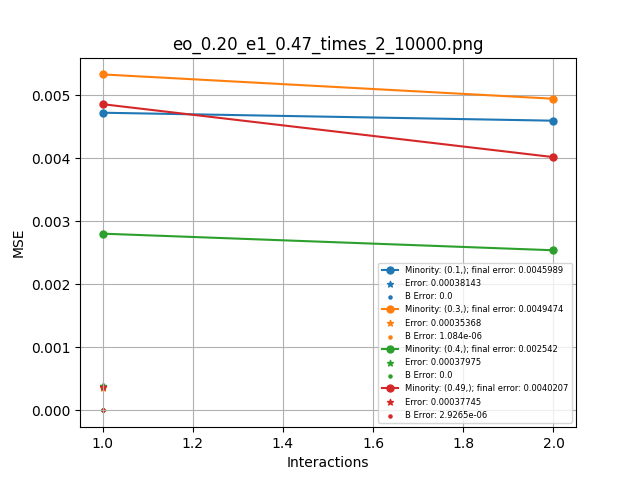 eo_0.20_e1_0.47_times_2_10000.png
MSE
0.005
0.004
0.003
0.002
0.001
0.000
Minority: (0.1,); final error: 0.0045989
Error: 0.00038143
B Error: 0.0
Minority: (0.3,); final error: 0.0049474
Error: 0.00035368
B Error: 1.084e-06
Minority: (0.4,); final error: 0.002542
Error: 0.00037975
B Error: 0.0
Minority: (0.49,); final error: 0.0040207
Error: 0.00037745
B Error: 2.9265e-06
1.0 1.2 1.4 1.6 1.8 2.0
Interactions